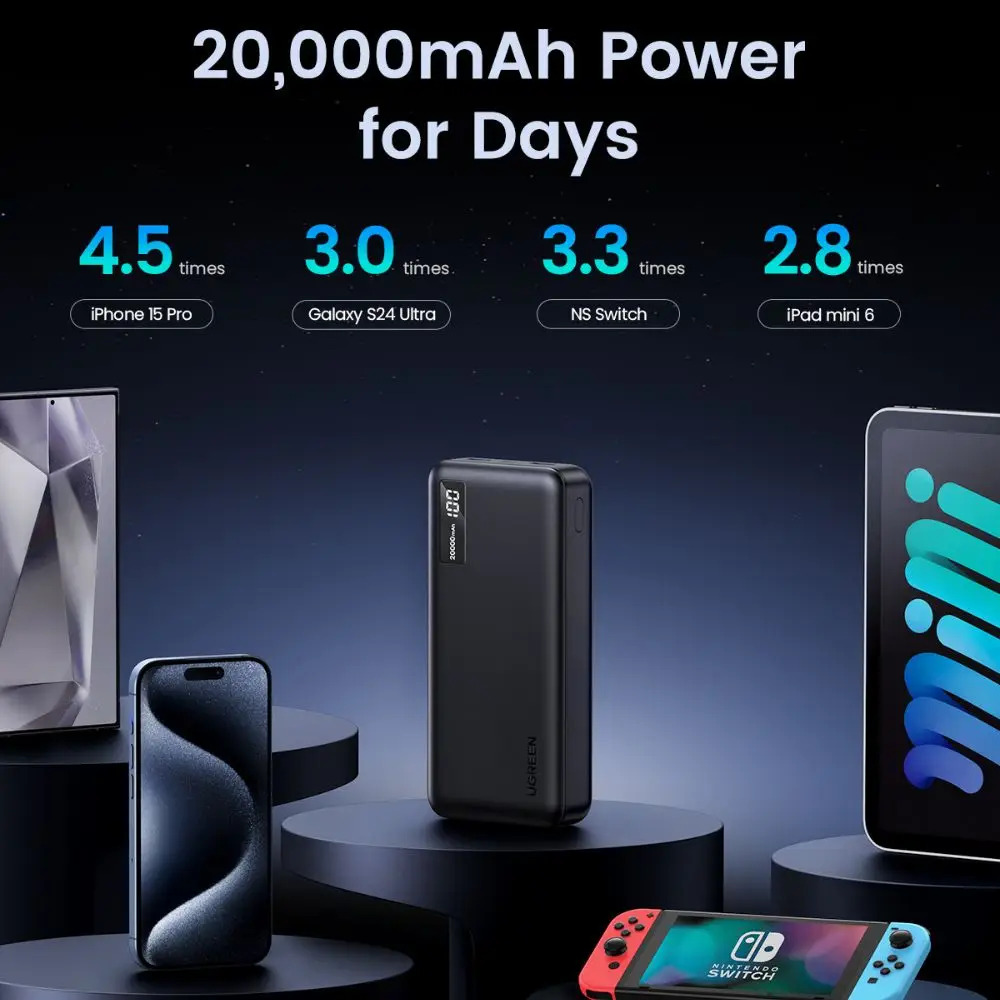 20,000mAh Power
for Days
4.5 times
3.0 times
3.3 times
2.8 times
iPhone 15 Pro
Galaxy S24 Ultra
NS Switch
iPad mini 6
100
20000mAh
UGREEN
NINTENDO
SWITCH